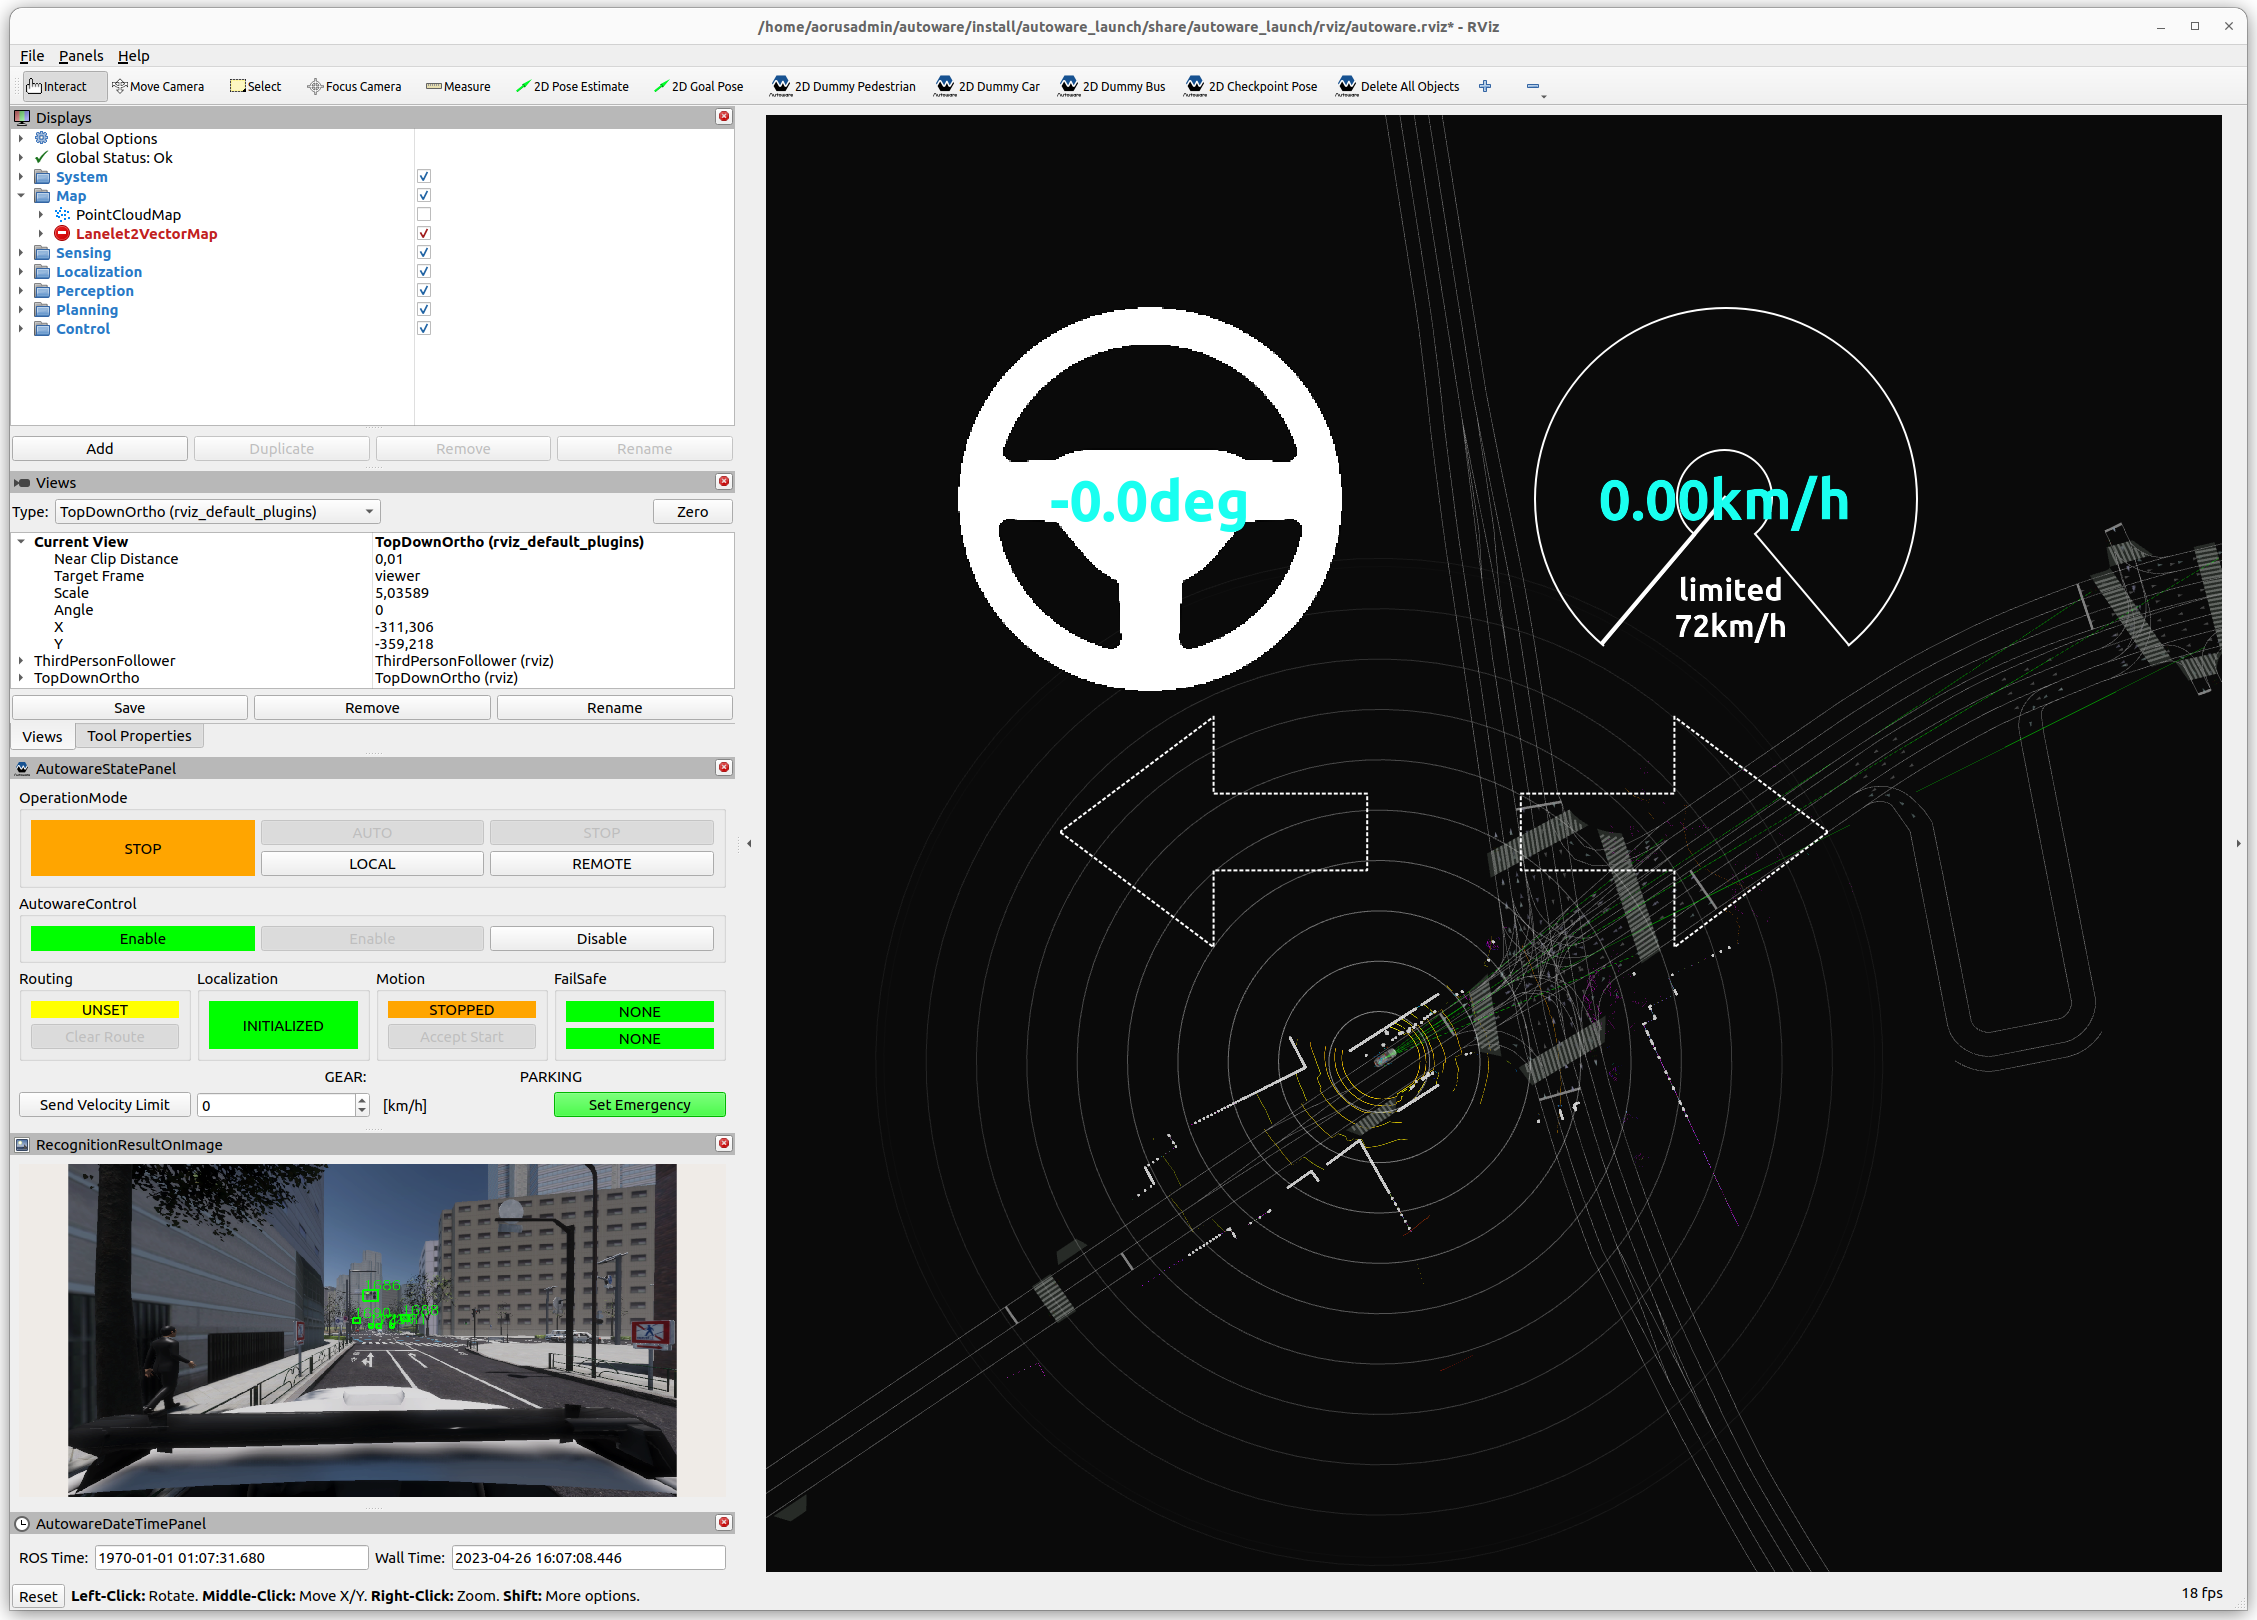 /home/aorusadmin/autoware/install/autoware_launch/share/autoware_launch/rviz/autoware.rviz* - RViz
File Panels Help
Interact Move Camera Select Focus Camera Measure 2D Pose Estimate 2D Goal Pose 2D Dummy Pedestrian 2D Dummy Car 2D Dummy Bus 2D Checkpoint Pose Delete All Objects
Displays
Global Options
Global Status: Ok
System
Map
PointCloudMap
Lanelet2VectorMap
Sensing
Localization
Perception
Planning
Control
Add Duplicate Remove Rename
Views
Type: TopDownOrtho (rviz_default_plugins) Zero
Current View TopDownOrtho (rviz_default_plugins)
Near Clip Distance 0,01
Target Frame viewer
Scale 5,03589
Angle 0
X -311,306
Y -359,218
ThirdPersonFollower ThirdPersonFollower (rviz)
TopDownOrtho TopDownOrtho (rviz)
Save Remove Rename
Views Tool Properties
AutowareStatePanel
OperationMode
STOP AUTO STOP
LOCAL REMOTE
AutowareControl
Enable Enable Disable
Routing Localization Motion FailSafe
UNSET INITIALIZED STOPPED NONE
Clear Route Accept Start NONE
GEAR: PARKING
Send Velocity Limit 0 [km/h] Set Emergency
RecognitionResultOnImage
1680
AutowareDateTimePanel
ROS Time: 1970-01-01 01:07:31.680 Wall Time: 2023-04-26 16:07:08.446
Reset Left-Click: Rotate. Middle-Click: Move X/Y. Right-Click: Zoom. Shift: More options.
-0.0deg
0.00km/h
limited
72km/h
18 fps